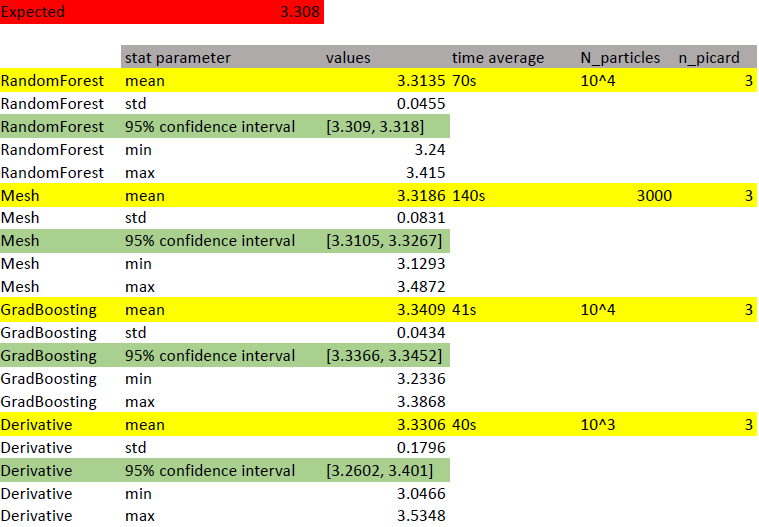 Expected 3.308
stat parameter values time average N_particles n_picard
RandomForest mean 3.3135 70s 10^4 3
RandomForest std 0.0455
RandomForest 95% confidence interval [3.309, 3.318]
RandomForest min 3.24
RandomForest max 3.415
Mesh mean 3.3186 140s 3000 3
Mesh std 0.0831
Mesh 95% confidence interval [3.3105, 3.3267]
Mesh min 3.1293
Mesh max 3.4872
GradBoosting mean 3.3409 41s 10^4 3
GradBoosting std 0.0434
GradBoosting 95% confidence interval [3.3366, 3.3452]
GradBoosting min 3.2336
GradBoosting max 3.3868
Derivative mean 3.3306 40s 10^3 3
Derivative std 0.1796
Derivative 95% confidence interval [3.2602, 3.401]
Derivative min 3.0466
Derivative max 3.5348